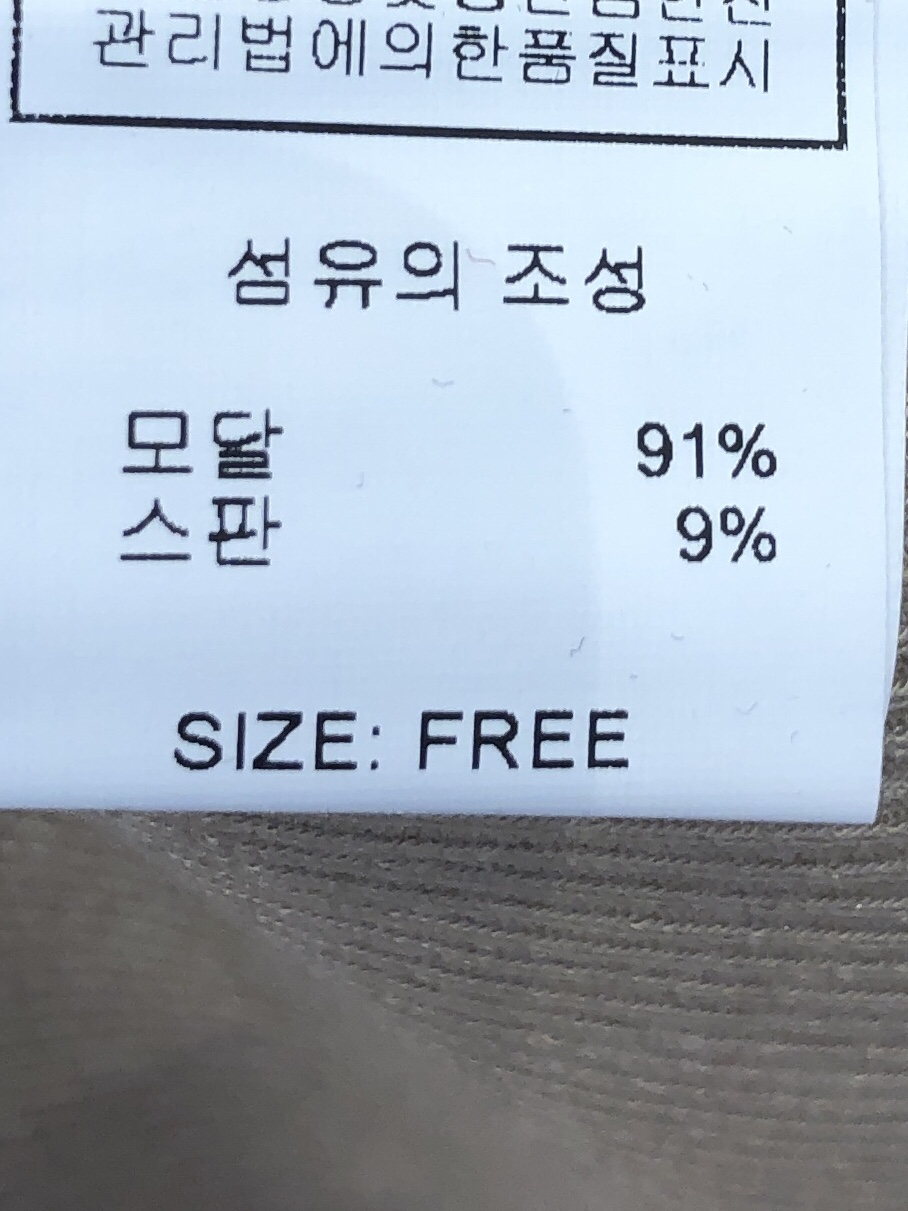 관리법에의한품질표시
섬유의 조성
모달 91%
스판 9%
SIZE: FREE